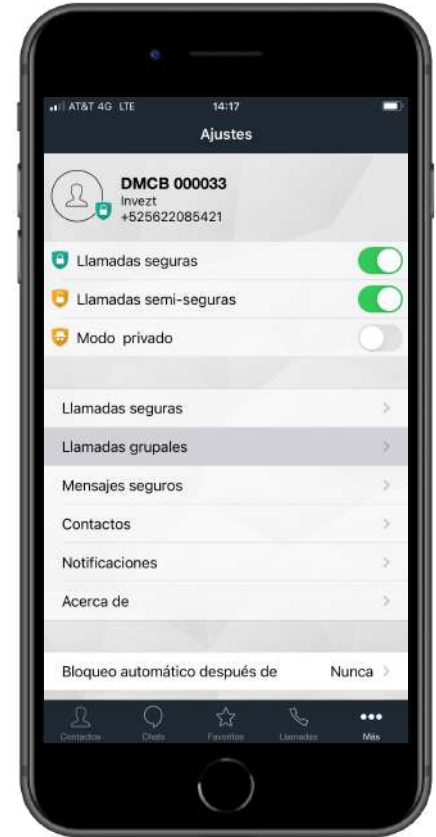 AT&T 4G LTE 14:17
Ajustes
DMCB 000033
Invezt
+525622085421
Llamadas seguras
Llamadas semi-seguras
Modo privado
Llamadas seguras
Llamadas grupales
Mensajes seguros
Contactos
Notificaciones
Acerca de
Bloqueo automático después de Nunca
Contactos Chats Favoritos Llamadas Más